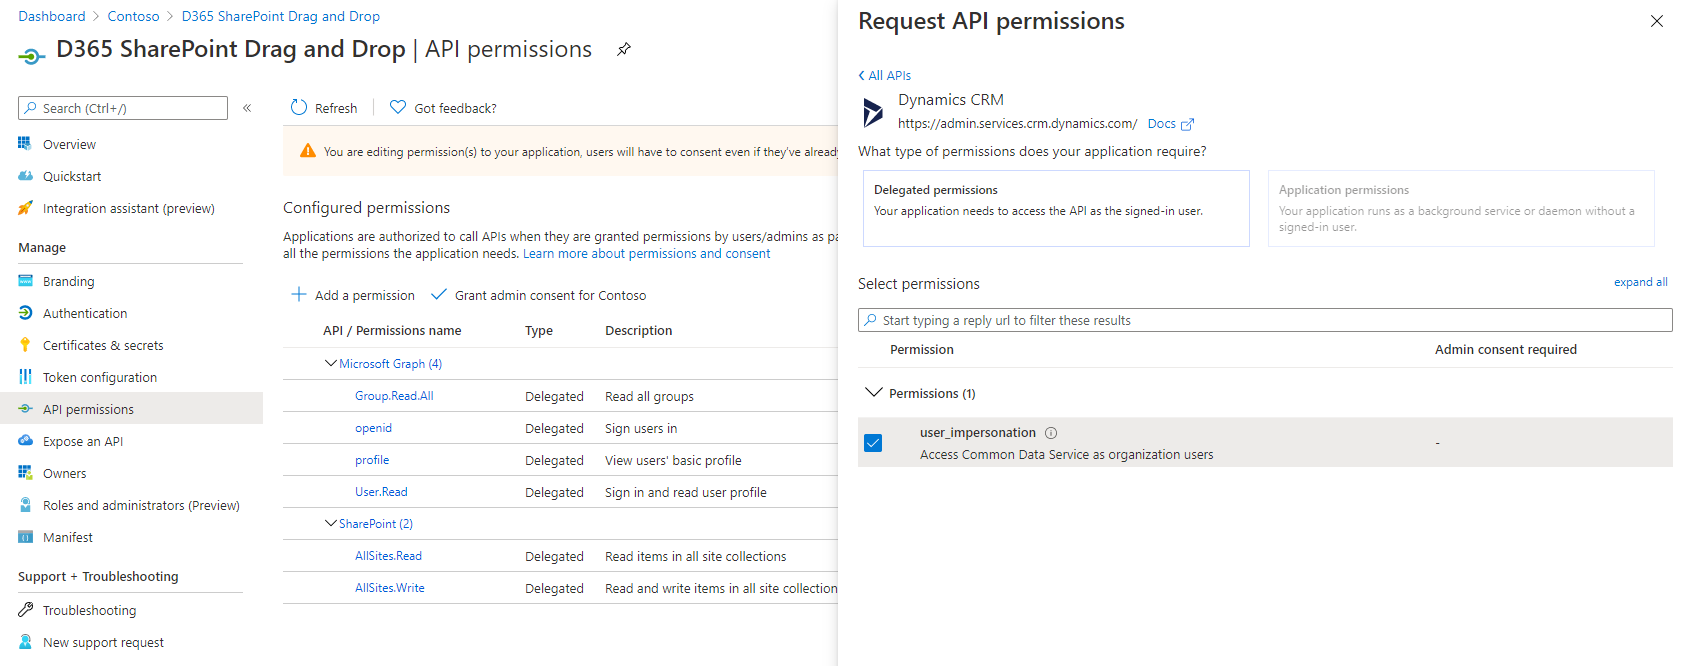 Dashboard > Contoso > D365 SharePoint Drag and Drop
D365 SharePoint Drag and Drop | API permissions
Search (Ctrl+/)
«
Overview
Quickstart
Integration assistant (preview)
Manage
Branding
Authentication
Certificates & secrets
Token configuration
API permissions
Expose an API
Owners
Roles and administrators (Preview)
Manifest
Support + Troubleshooting
Troubleshooting
New support request
Refresh
Got feedback?
You are editing permission(s) to your application, users will have to consent even if they've already
Configured permissions
Applications are authorized to call APIs when they are granted permissions by users/admins as pa
all the permissions the application needs. Learn more about permissions and consent
Add a permission
Grant admin consent for Contoso
API / Permissions name Type Description
Microsoft Graph (4)
Group.Read.All Delegated Read all groups
openid Delegated Sign users in
profile Delegated View users' basic profile
User.Read Delegated Sign in and read user profile
SharePoint (2)
AllSites.Read Delegated Read items in all site collections
AllSites.Write Delegated Read and write items in all site collection
Request API permissions
All APIs
Dynamics CRM
https://admin.services.crm.dynamics.com/ Docs
What type of permissions does your application require?
Delegated permissions
Your application needs to access the API as the signed-in user.
Application permissions
Your application runs as a background service or daemon without a
signed-in user.
Select permissions
expand all
Start typing a reply url to filter these results
Permission Admin consent required
Permissions (1)
user_impersonation
Access Common Data Service as organization users
-